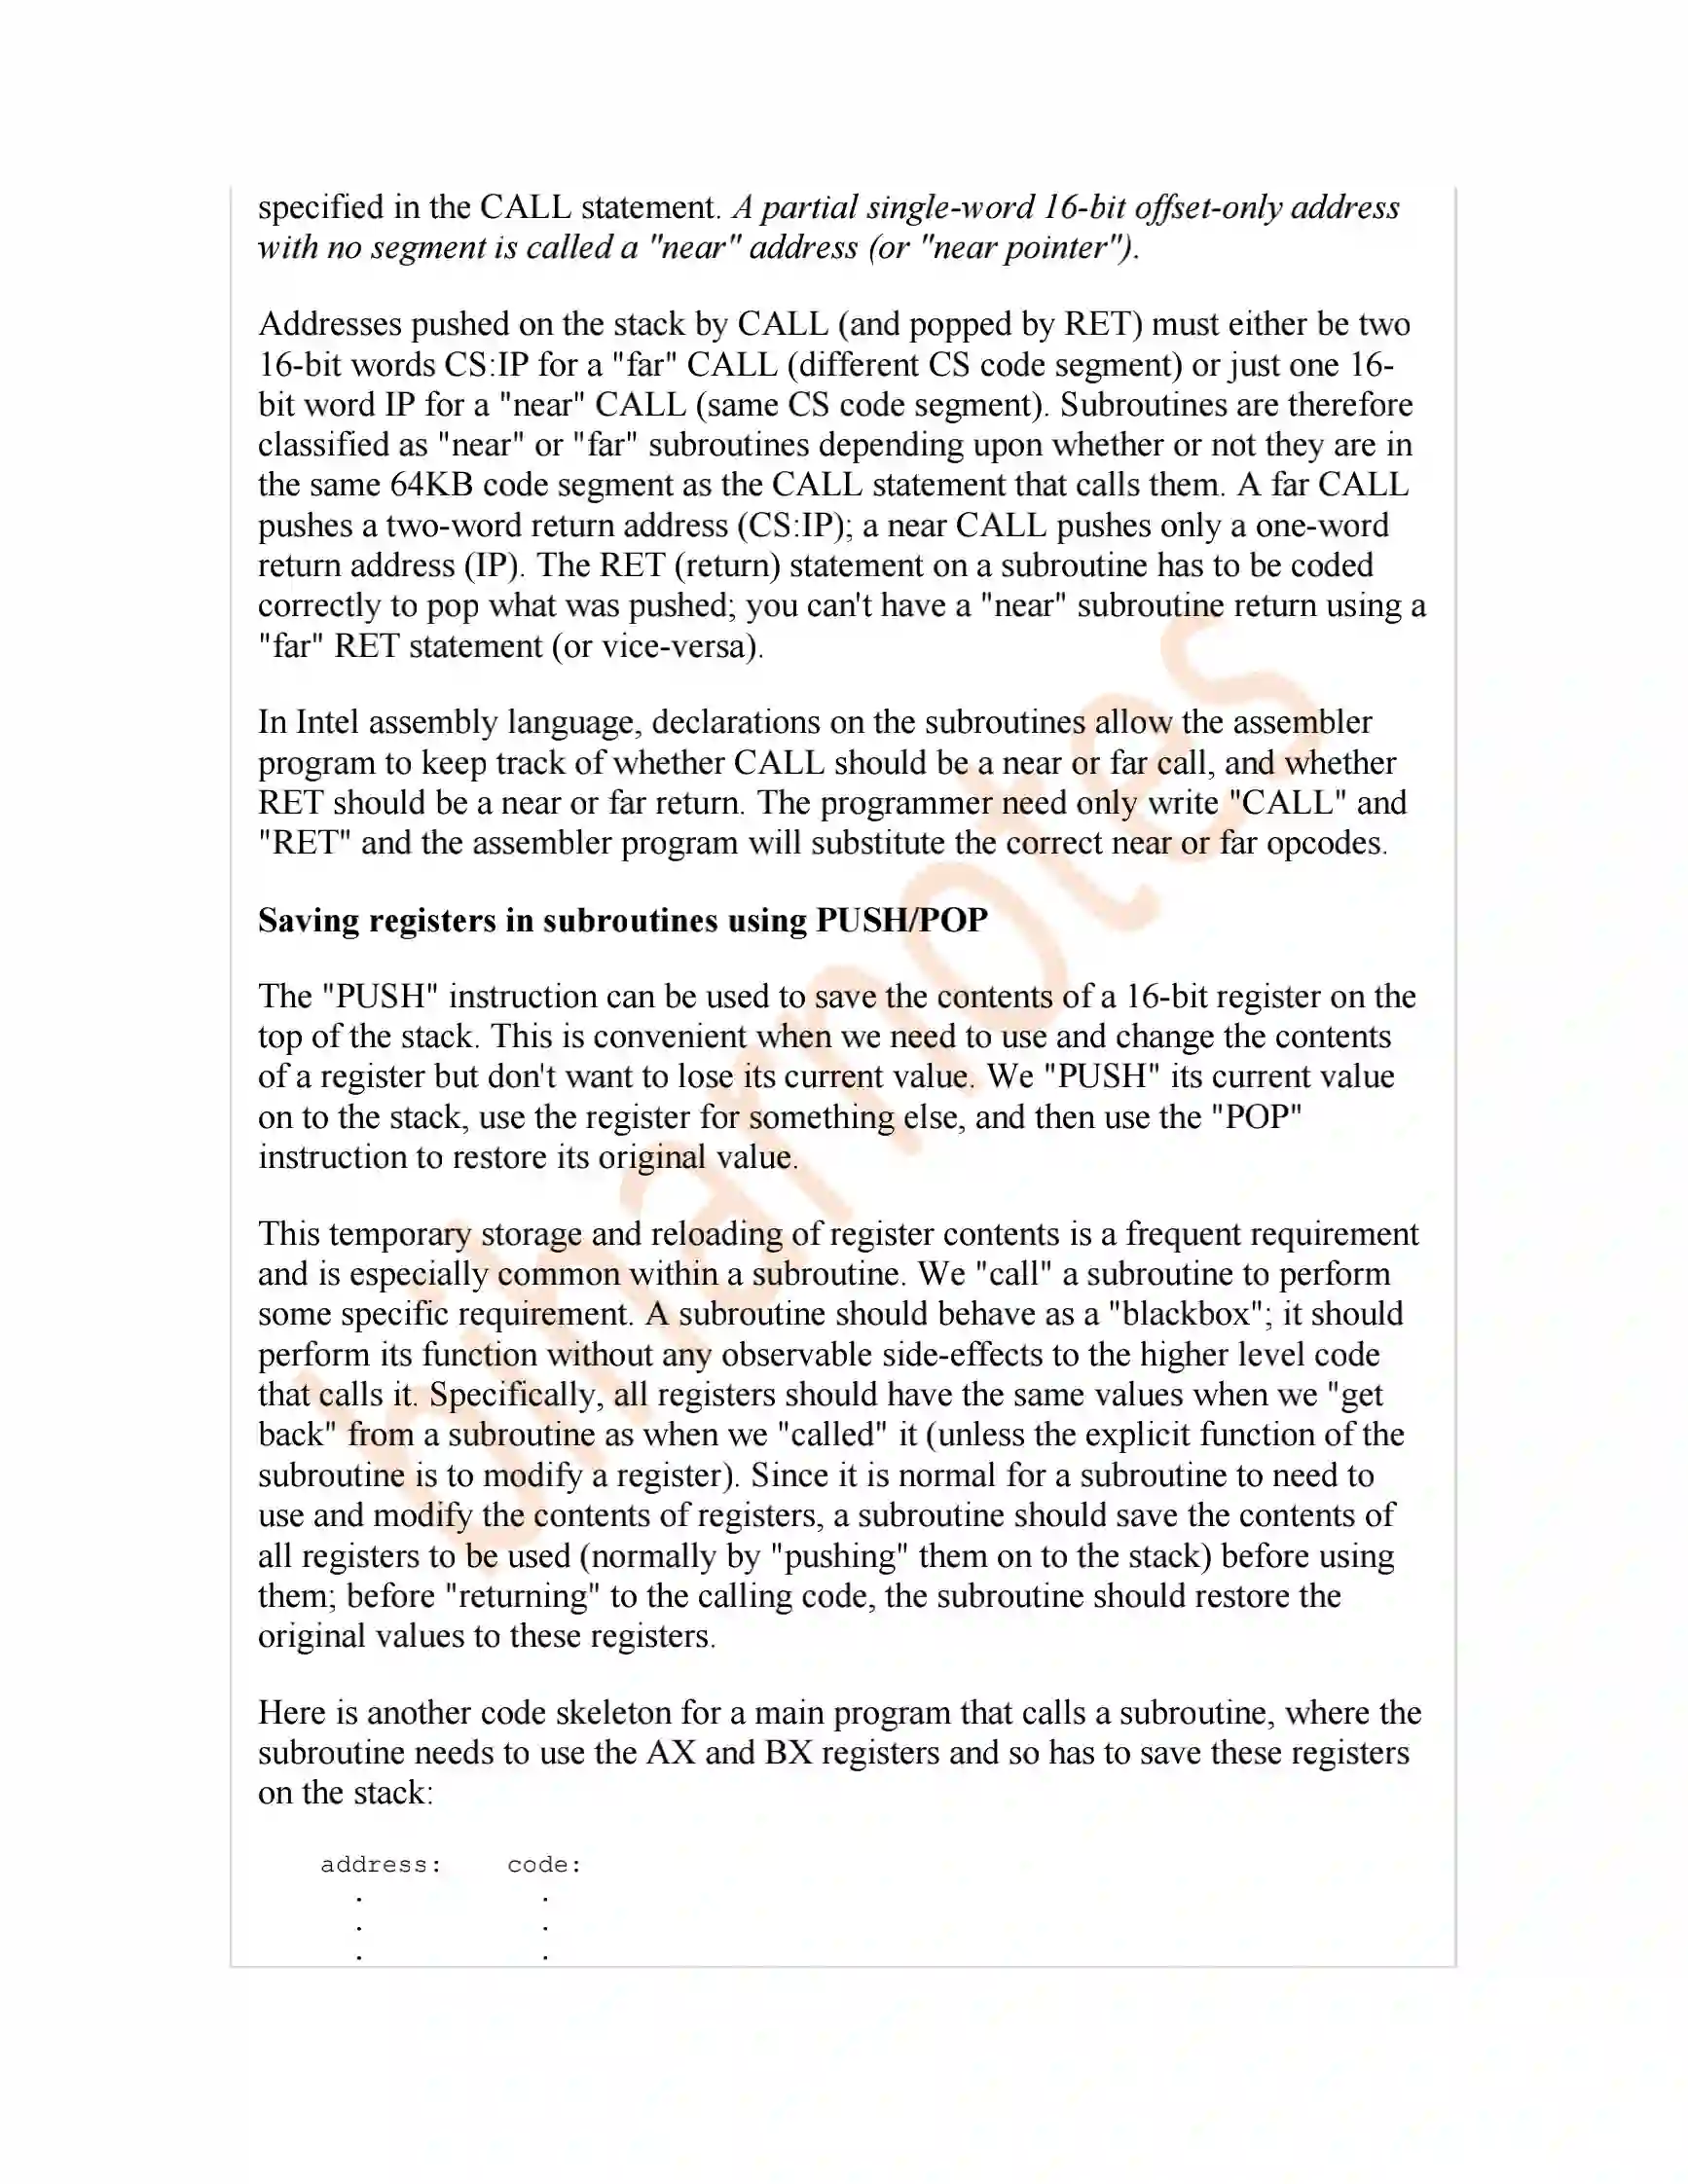 specified in the CALL statement. A partial single-word 16-bit offset-only address
with no segment is called a "near" address (or "near pointer").
Addresses pushed on the stack by CALL (and popped by RET) must either be two
16-bit words CS:IP for a "far" CALL (different CS code segment) or just one 16-
bit word IP for a "near" CALL (same CS code segment). Subroutines are therefore
classified as "near" or "far" subroutines depending upon whether or not they are in
the same 64KB code segment as the CALL statement that calls them. A far CALL
pushes a two-word return address (CS:IP); a near CALL pushes only a one-word
return address (IP). The RET (return) statement on a subroutine has to be coded
correctly to pop what was pushed; you can't have a "near" subroutine return using a
"far" RET statement (or vice-versa).
In Intel assembly language, declarations on the subroutines allow the assembler
program to keep track of whether CALL should be a near or far call, and whether
RET should be a near or far return. The programmer need only write "CALL" and
"RET" and the assembler program will substitute the correct near or far opcodes.
Saving registers in subroutines using PUSH/POP
The "PUSH" instruction can be used to save the contents of a 16-bit register on the
top of the stack. This is convenient when we need to use and change the contents
of a register but don't want to lose its current value. We "PUSH" its current value
on to the stack, use the register for something else, and then use the "POP"
instruction to restore its original value.
This temporary storage and reloading of register contents is a frequent requirement
and is especially common within a subroutine. We "call" a subroutine to perform
some specific requirement. A subroutine should behave as a "blackbox"; it should
perform its function without any observable side-effects to the higher level code
that calls it. Specifically, all registers should have the same values when we "get
back" from a subroutine as when we "called" it (unless the explicit function of the
subroutine is to modify a register). Since it is normal for a subroutine to need to
use and modify the contents of registers, a subroutine should save the contents of
all registers to be used (normally by "pushing" them on to the stack) before using
them; before "returning" to the calling code, the subroutine should restore the
original values to these registers.
Here is another code skeleton for a main program that calls a subroutine, where the
subroutine needs to use the AX and BX registers and so has to save these registers
on the stack:
address: code:
. .
. .
. .
biharnotes